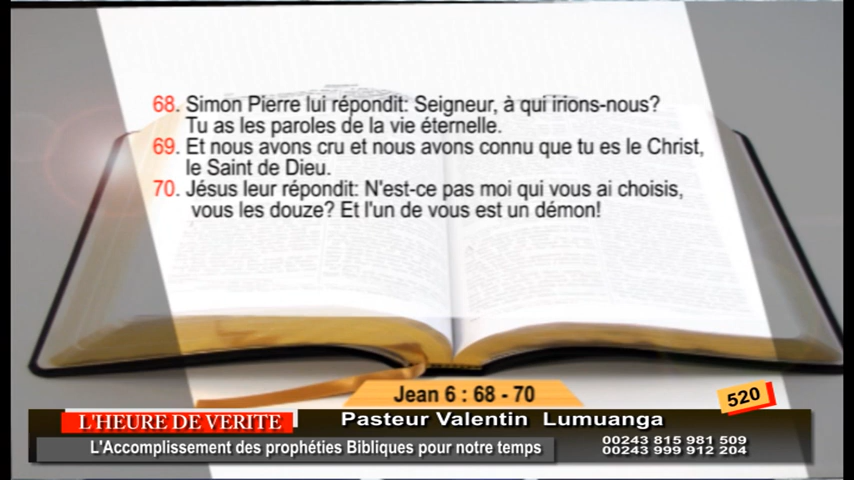 68. Simon Pierre lui répondit: Seigneur, à qui irions-nous?
Tu as les paroles de la vie éternelle.
69. Et nous avons cru et nous avons connu que tu es le Christ,
le Saint de Dieu.
70. Jésus leur répondit: N'est-ce pas moi qui vous ai choisis,
vous les douze? Et l'un de vous est un démon!
Jean 6 : 68 - 70
520
L'HEURE DE VERITE
Pasteur Valentin Lumuanga
L'Accomplissement des prophéties Bibliques pour notre temps
00243 815 981 509
00243 999 912 204